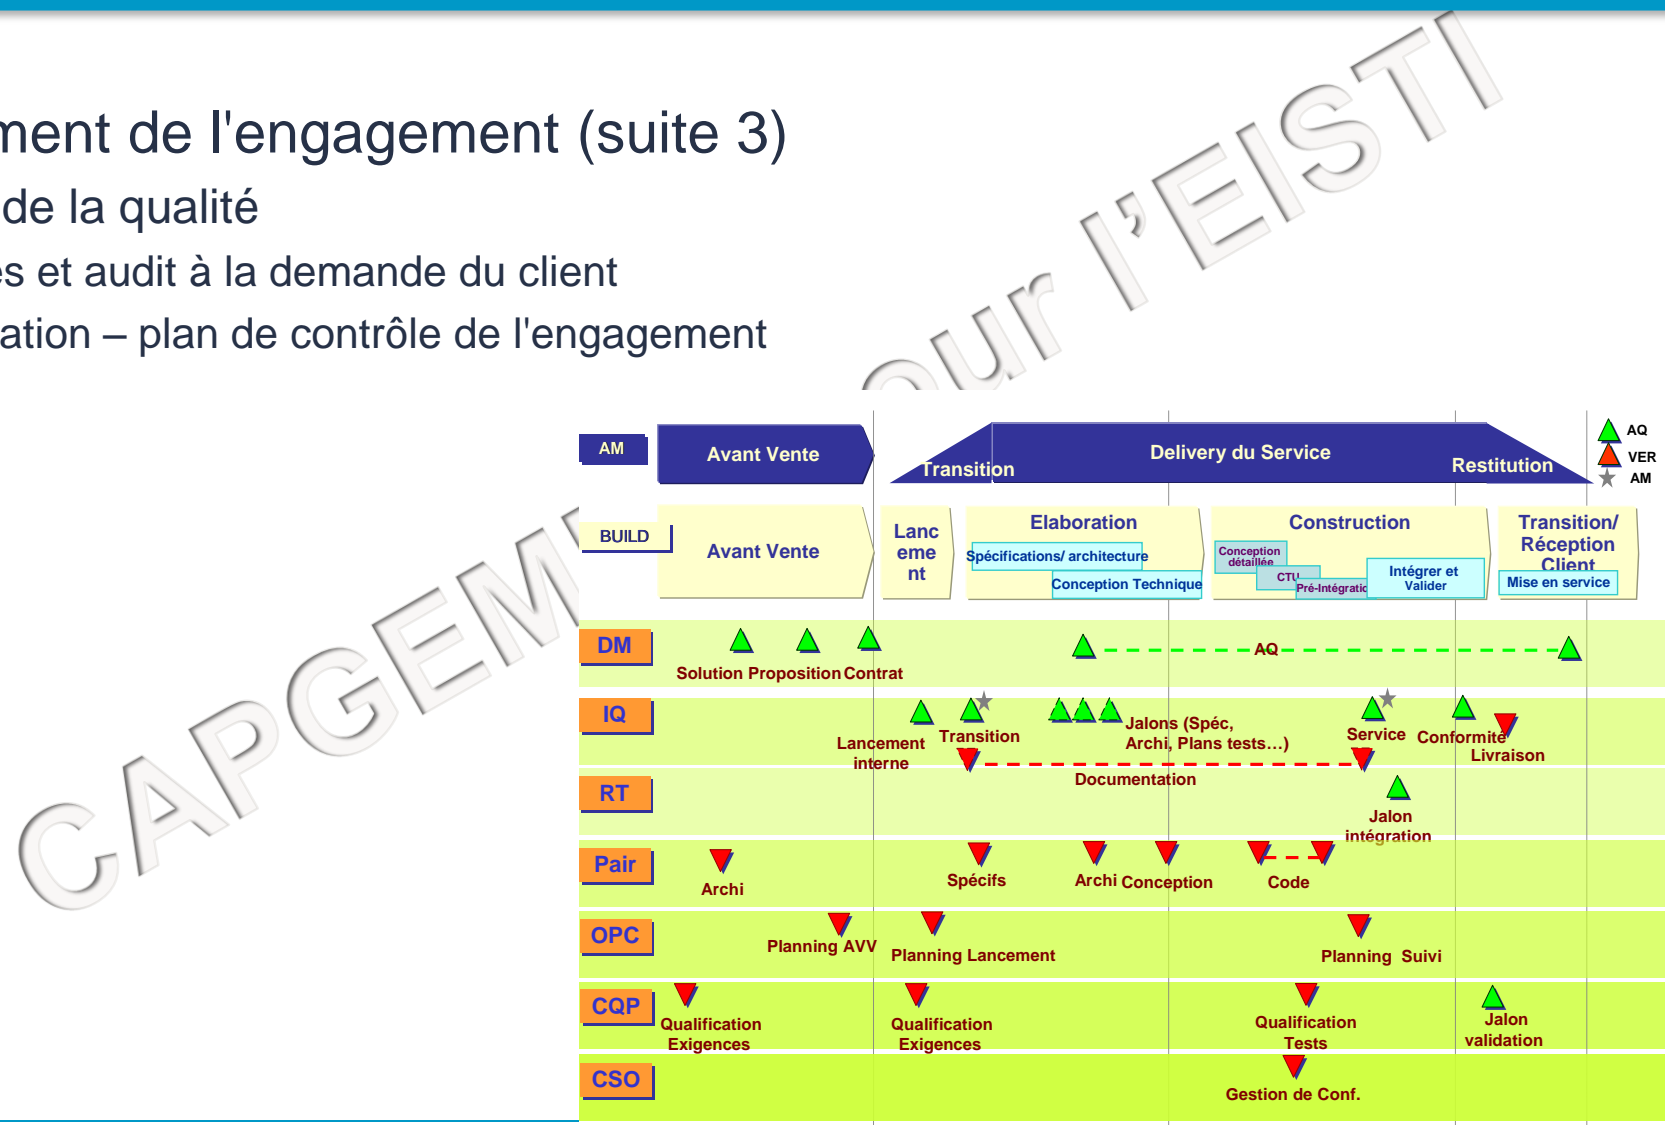 ment de l'engagement (suite 3)
de la qualité
es et audit à la demande du client
ation – plan de contrôle de l'engagement
CAPGEM
our l'EISTI
AM
Avant Vente
Transition
Delivery du Service
Restitution
AQ
VER
AM
BUILD
Avant Vente
Lanc
eme
nt
Elaboration
Spécifications/ architecture
Conception Technique
Construction
Conception
détaillée
CTU
Pré-Intégratio
Intégrer et
Valider
Transition/
Réception
Client
Mise en service
DM
Solution Proposition Contrat
AQ
IQ
Lancement
interne
Transition
Jalons (Spéc,
Archi, Plans tests...)
Documentation
Service
Conformité
Livraison
RT
Jalon
intégration
Pair
Archi
Spécifs
Archi
Conception
Code
OPC
Planning AVV
Planning Lancement
Planning Suivi
CQP
Qualification
Exigences
Qualification
Exigences
Qualification
Tests
Jalon
validation
CSO
Gestion de Conf.